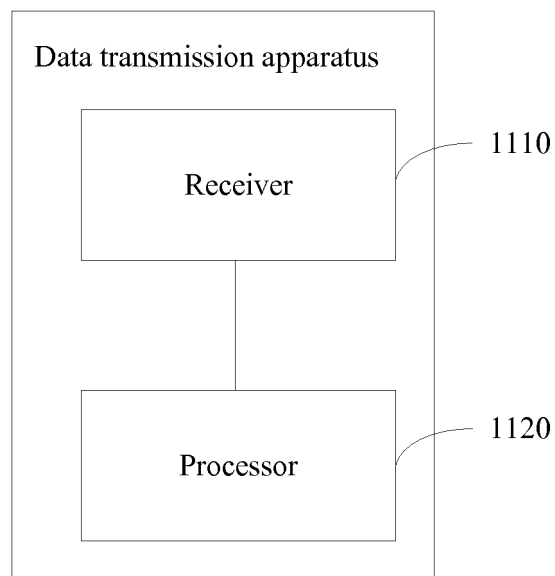 Data transmission apparatus
Receiver
1110
Processor
1120